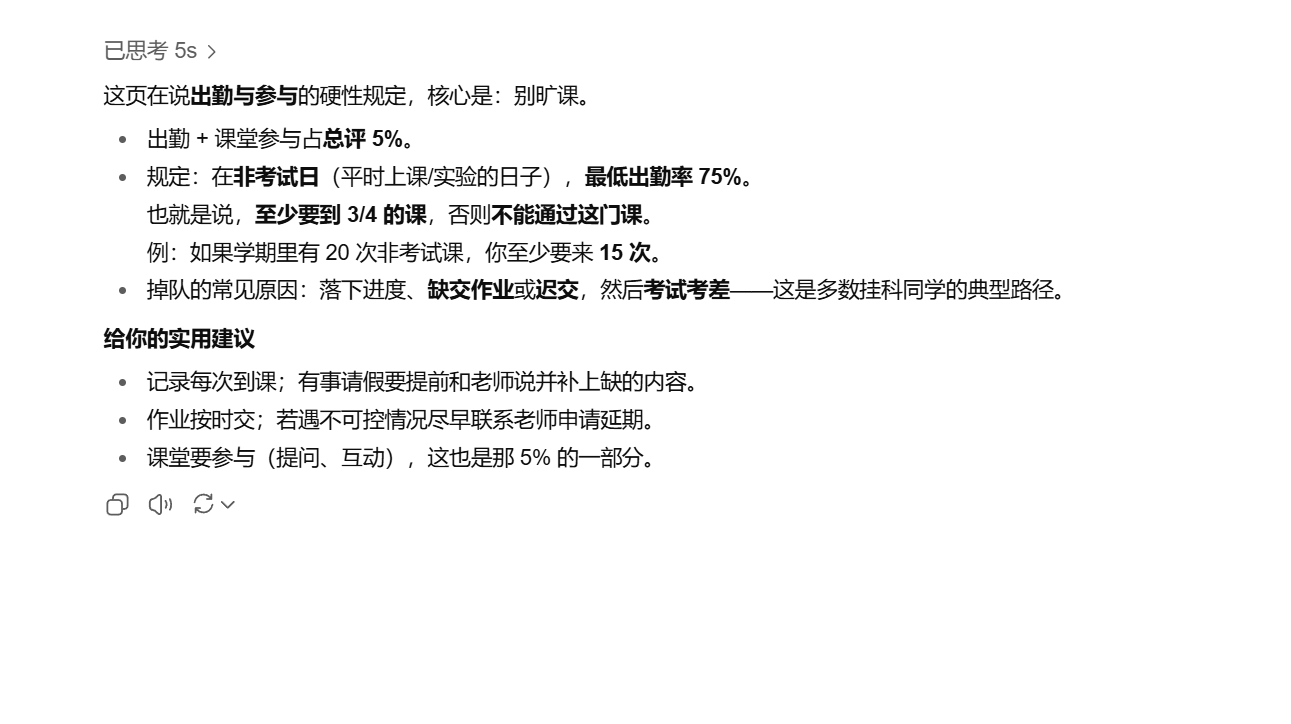 已思考 5s
这页在说出勤与参与的硬性规定，核心是：别旷课。
出勤 + 课堂参与占总评 5%。
规定：在非考试日（平时上课/实验的日子），最低出勤率 75%。
也就是说，至少要到 3/4 的课，否则不能通过这门课。
例：如果学期里有 20 次非考试课，你至少要来 15 次。
掉队的常见原因：落下进度、缺交作业或迟交，然后考试考差——这是多数挂科同学的典型路径。
给你的实用建议
记录每次到课；有事请假要提前和老师说并补上缺的内容。
作业按时交；若遇不可控情况尽早联系老师申请延期。
课堂要参与（提问、互动），这也是那 5% 的一部分。